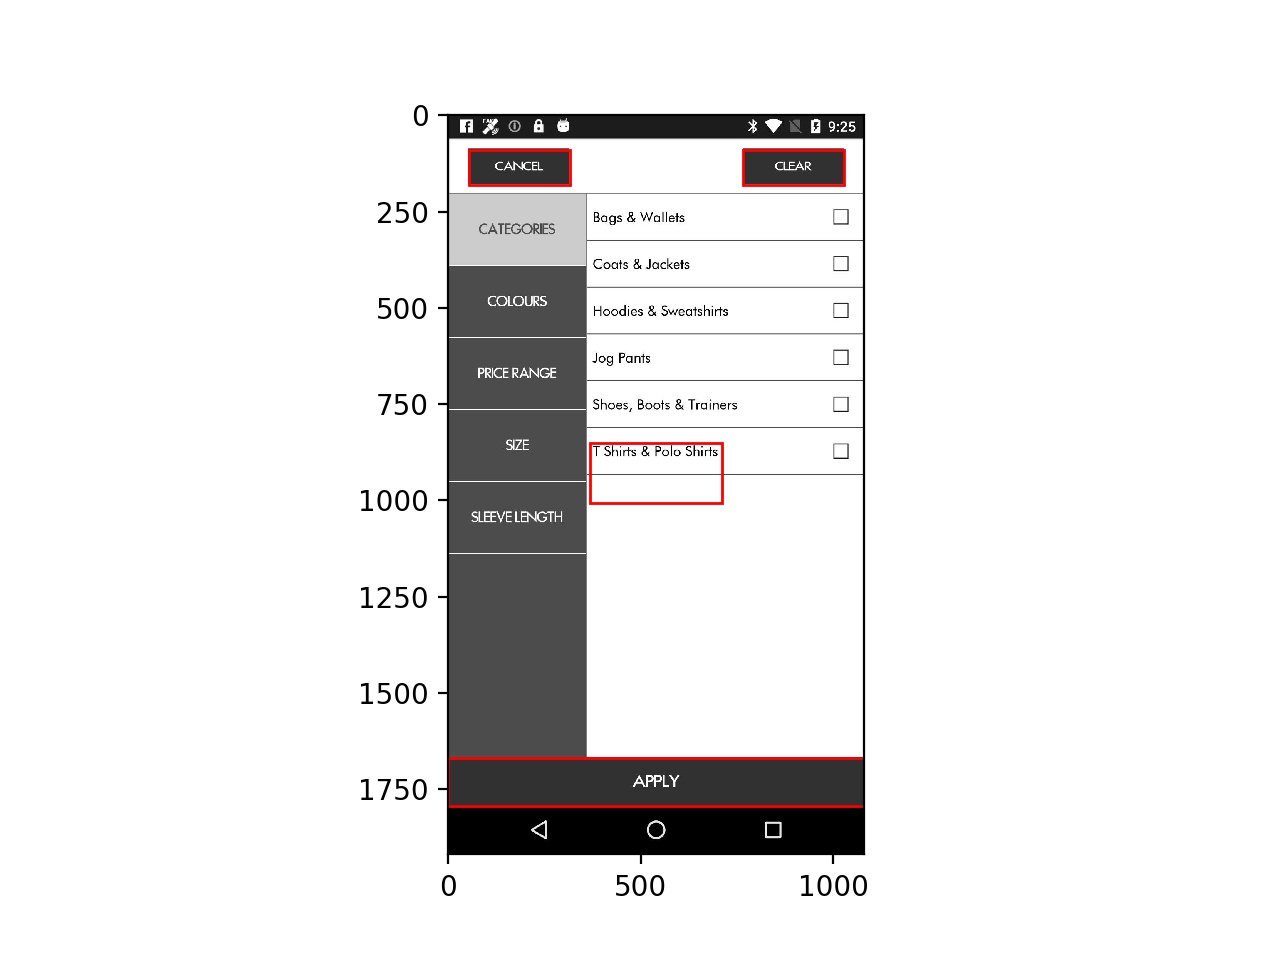 0
250
500
750
1000
1250
1500
1750
0 500 1000
9:25
CANCEL CLEAR
CATEGORIES
COLOURS
PRICE RANGE
SIZE
SLEEVE LENGTH
Bags & Wallets
Coats & Jackets
Hoodies & Sweatshirts
Jog Pants
Shoes, Boots & Trainers
T Shirts & Polo Shirts
APPLY